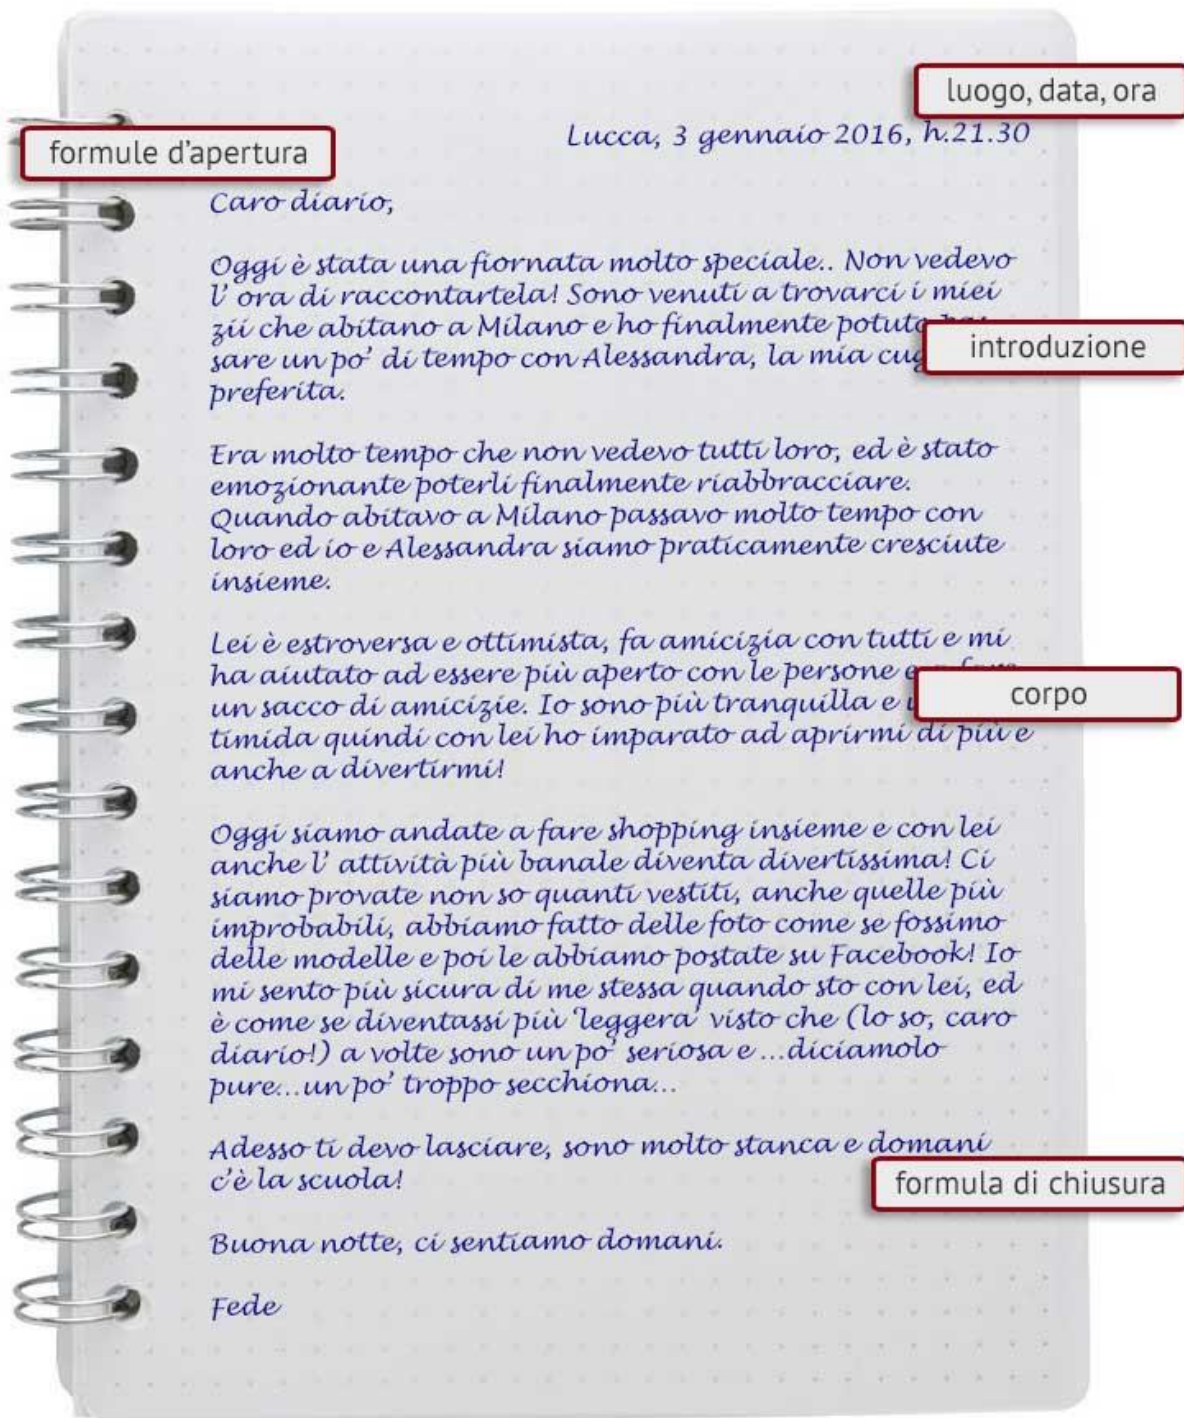 luogo, data, ora
Lucca, 3 gennaio 2016, h.21.30
formule d'apertura
Caro diario,
Oggi è stata una fiornata molto speciale.. Non vedevo
l' ora di raccontartela! Sono venuti a trovarci i miei
zii che abitano a Milano e ho finalmente potuto
introduzione
sare un po' di tempo con Alessandra, la mia
preferita.
Era molto tempo che non vedevo tutti loro, ed è stato
emozionante poterli finalmente riabbracciare.
Quando abitavo a Milano passavo molto tempo con
loro ed io e Alessandra siamo praticamente cresciute
insieme.
Lei è estroversa e ottimista, fa amicizia con tutti e mi
ha aiutato ad essere più aperto con le persone e
corpo
un sacco di amicizie. Io sono più tranquilla e
timida quindi con lei ho imparato ad aprirmi di più e
anche a divertirmi!
Oggi siamo andate a fare shopping insieme e con lei
anche l' attività più banale diventa divertissima! Ci
siamo provate non so quanti vestiti, anche quelle più
improbabili, abbiamo fatto delle foto come se fossimo
delle modelle e poi le abbiamo postate su Facebook! Io
mi sento più sicura di me stessa quando sto con lei, ed
è come se diventassi più 'leggera' visto che (lo so, caro
diario!) a volte sono un po' seriosa e ...diciamolo
pure...un po' troppo secchiona...
Adesso ti devo lasciare, sono molto stanca e domani
c'è la scuola!
formula di chiusura
Buona notte, ci sentiamo domani.
Fede